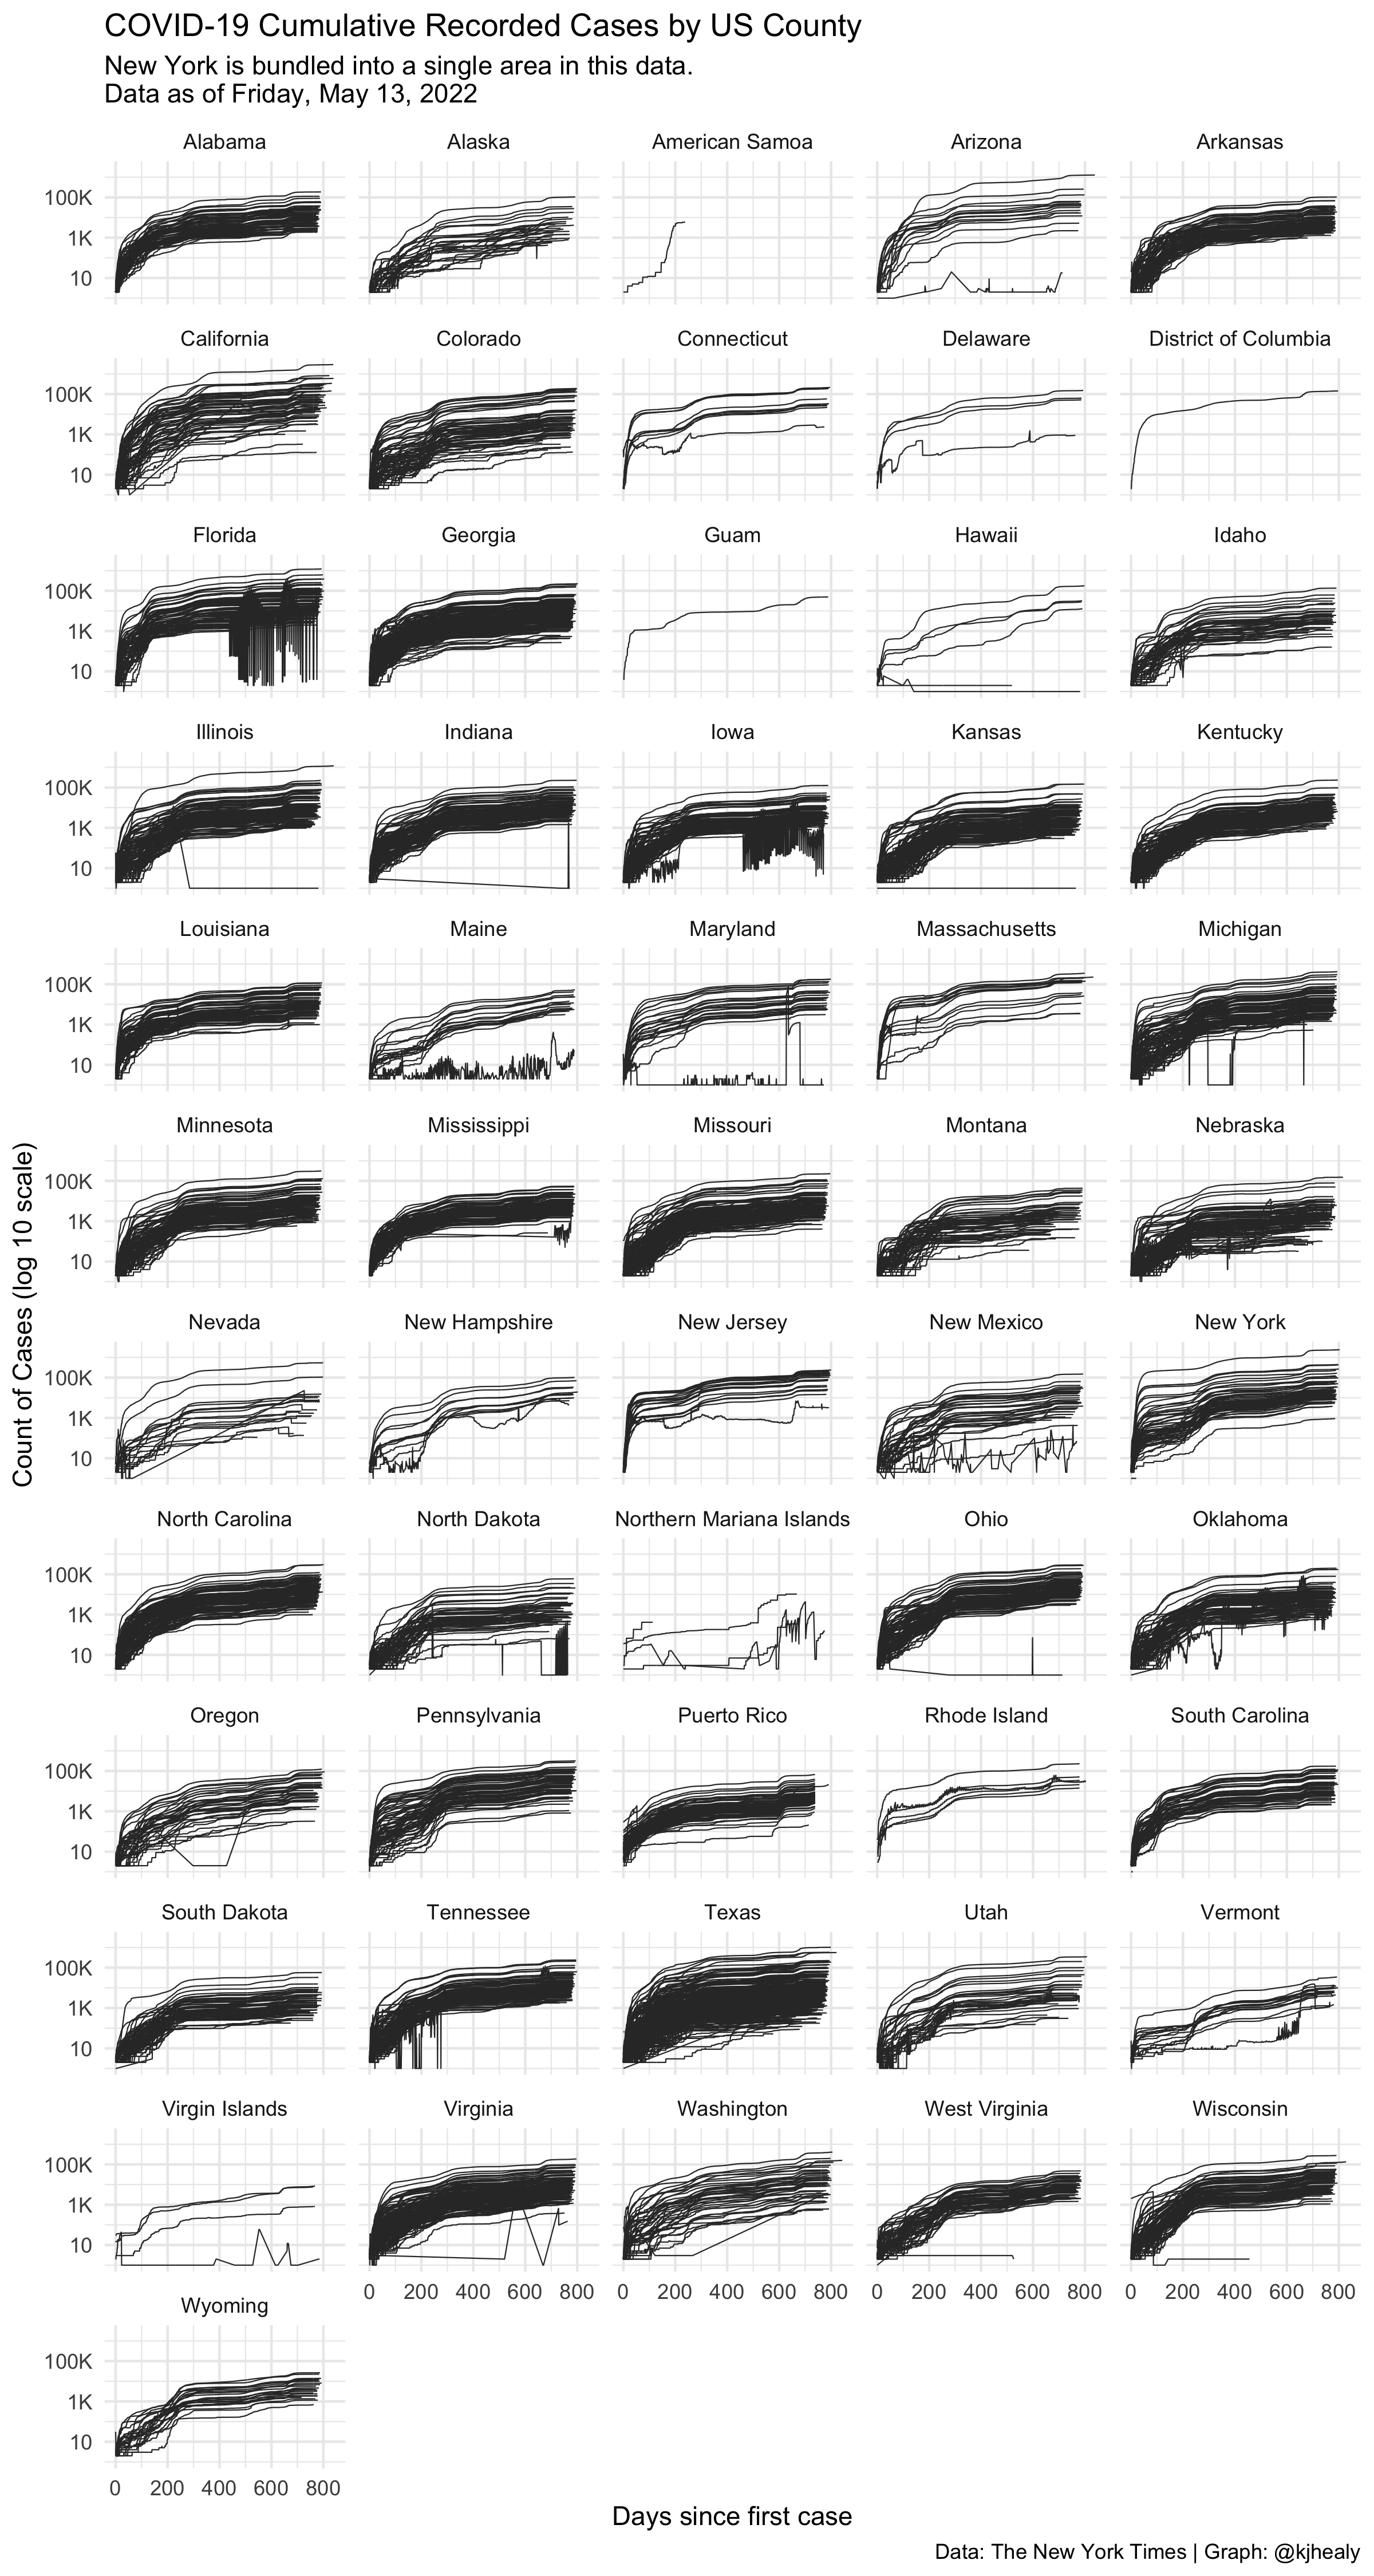 COVID-19 Cumulative Recorded Cases by US County
New York is bundled into a single area in this data.
Data as of Friday, May 13, 2022
Alabama Alaska American Samoa Arizona Arkansas
100K
1K
10
California Colorado Connecticut Delaware District of Columbia
100K
1K
10
Florida Georgia Guam Hawaii Idaho
100K
1K
10
Illinois Indiana Iowa Kansas Kentucky
100K
1K
10
Louisiana Maine Maryland Massachusetts Michigan
100K
1K
10
Minnesota Mississippi Missouri Montana Nebraska
100K
1K
10
Count of Cases (log 10 scale)
Nevada New Hampshire New Jersey New Mexico New York
100K
1K
10
North Carolina North Dakota Northern Mariana Islands Ohio Oklahoma
100K
1K
10
Oregon Pennsylvania Puerto Rico Rhode Island South Carolina
100K
1K
10
South Dakota Tennessee Texas Utah Vermont
100K
1K
10
Virgin Islands Virginia Washington West Virginia Wisconsin
100K
1K
10
0 200 400 600 800 0 200 400 600 800 0 200 400 600 800 0 200 400 600 800
Wyoming
100K
1K
10
0 200 400 600 800
Days since first case
Data: The New York Times | Graph: @kjhealy